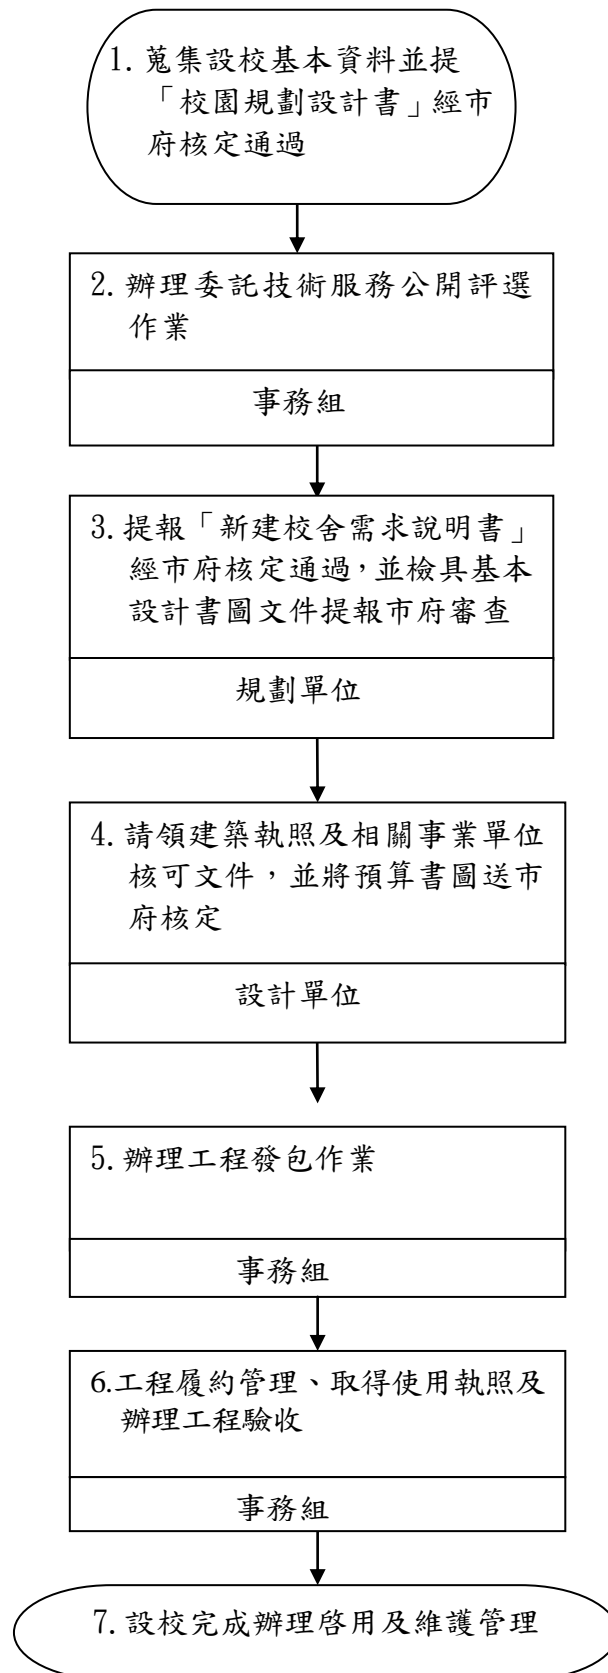 1. 蒐集設校基本資料並提
「校園規劃設計書」經市
府核定通過
2. 辦理委託技術服務公開評選
作業
事務組
3. 提報「新建校舍需求說明書」
經市府核定通過，並檢具基本
設計書圖文件提報市府審查
規劃單位
4. 請領建築執照及相關事業單位
核可文件，並將預算書圖送市
府核定
設計單位
5. 辦理工程發包作業
事務組
6.工程履約管理、取得使用執照及
辦理工程驗收
事務組
7. 設校完成辦理啓用及維護管理